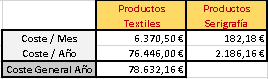 Productos Textiles Productos Serigrafía
Coste / Mes 6.370,50 € 182,18 €
Coste / Año 76.446,00 € 2.186,16 €
Coste General Año 78.632,16 €